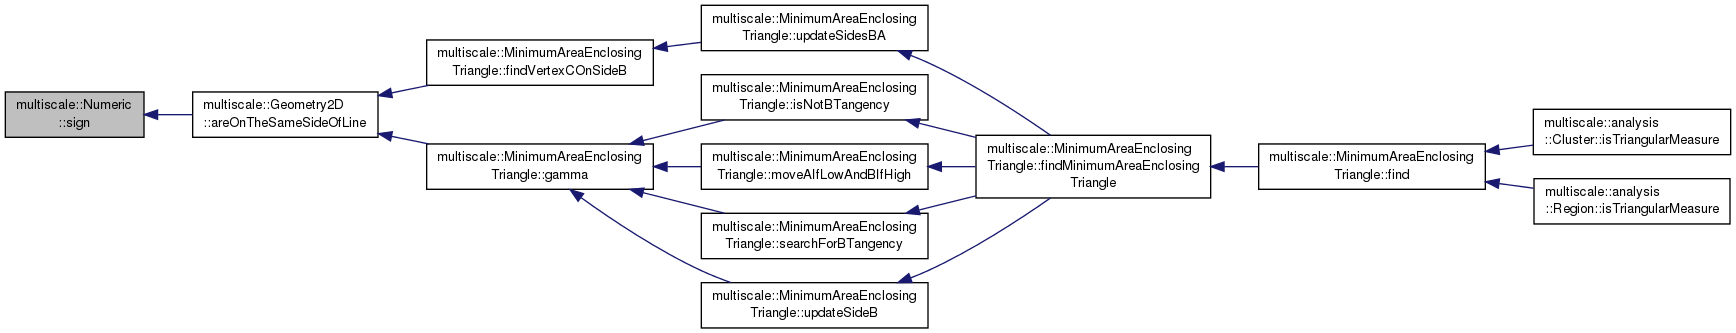 multiscale::Numeric
::sign
multiscale::Geometry2D
::areOnTheSameSideOfLine
multiscale::MinimumAreaEnclosing
Triangle::findVertexCOnSideB
multiscale::MinimumAreaEnclosing
Triangle::gamma
multiscale::MinimumAreaEnclosing
Triangle::updateSidesBA
multiscale::MinimumAreaEnclosing
Triangle::isNotBTangency
multiscale::MinimumAreaEnclosing
Triangle::moveAIfLowAndBIfHigh
multiscale::MinimumAreaEnclosing
Triangle::searchForBTangency
multiscale::MinimumAreaEnclosing
Triangle::updateSideB
multiscale::MinimumAreaEnclosing
Triangle::findMinimumAreaEnclosing
Triangle
multiscale::MinimumAreaEnclosing
Triangle::find
multiscale::analysis
::Cluster::isTriangularMeasure
multiscale::analysis
::Region::isTriangularMeasure